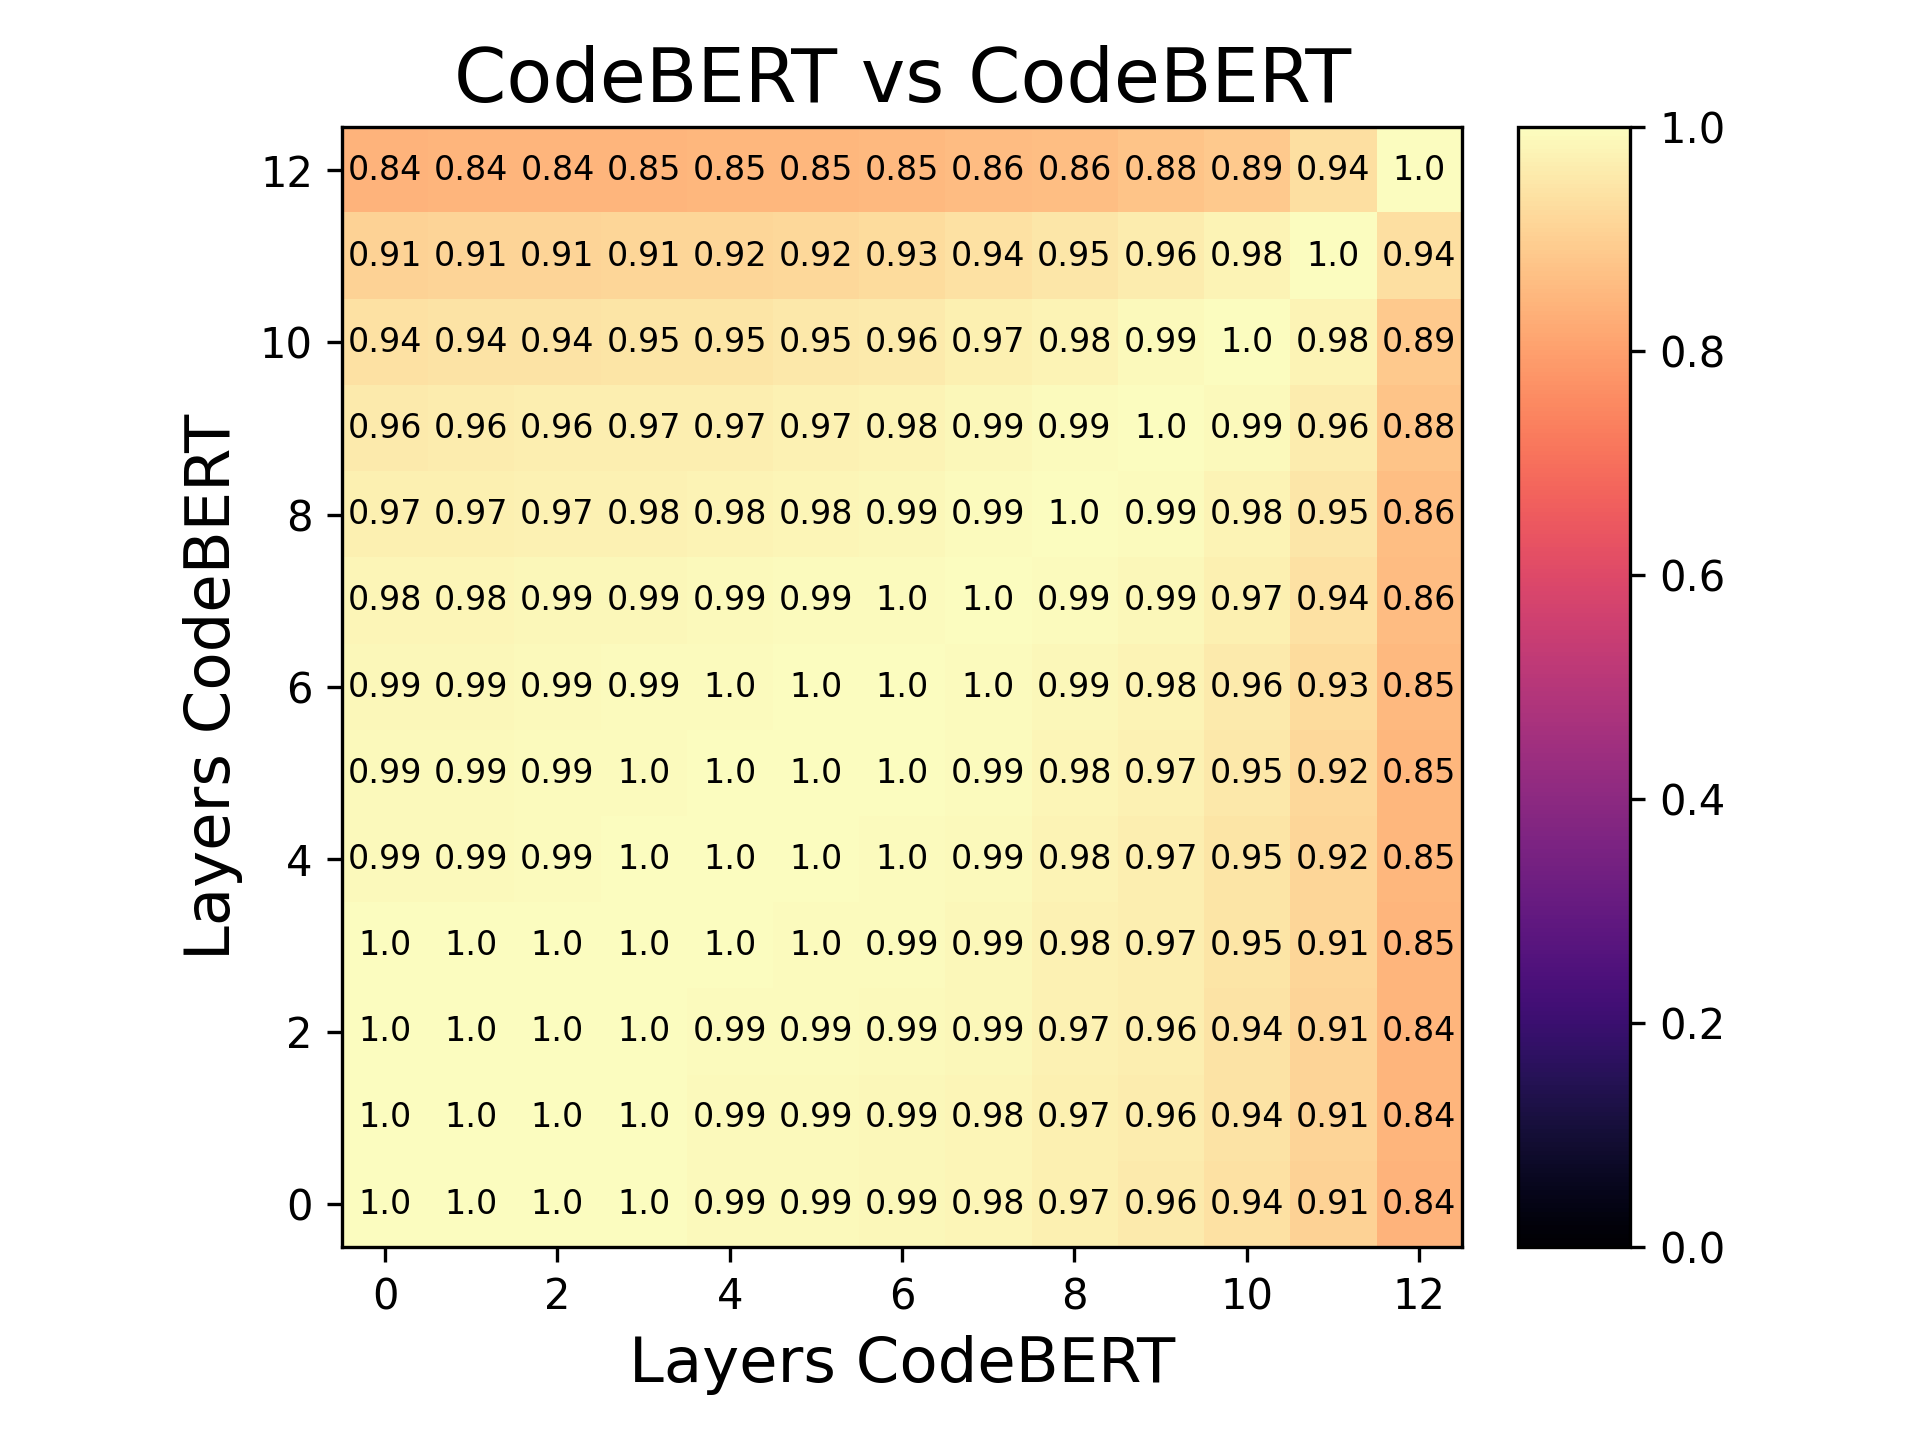 CodeBERT vs CodeBERT
12 0.84 0.84 0.84 0.85 0.85 0.85 0.85 0.86 0.86 0.88 0.89 0.94 1.0
0.91 0.91 0.91 0.91 0.92 0.92 0.93 0.94 0.95 0.96 0.98 1.0 0.94
10 0.94 0.94 0.94 0.95 0.95 0.95 0.96 0.97 0.98 0.99 1.0 0.98 0.89
0.96 0.96 0.96 0.97 0.97 0.97 0.98 0.99 0.99 1.0 0.99 0.96 0.88
8 0.97 0.97 0.97 0.98 0.98 0.98 0.99 0.99 1.0 0.99 0.98 0.95 0.86
0.98 0.98 0.99 0.99 0.99 0.99 1.0 1.0 0.99 0.99 0.97 0.94 0.86
6 0.99 0.99 0.99 0.99 1.0 1.0 1.0 1.0 0.99 0.98 0.96 0.93 0.85
0.99 0.99 0.99 1.0 1.0 1.0 1.0 0.99 0.98 0.97 0.95 0.92 0.85
4 0.99 0.99 0.99 1.0 1.0 1.0 1.0 0.99 0.98 0.97 0.95 0.92 0.85
1.0 1.0 1.0 1.0 1.0 1.0 0.99 0.99 0.98 0.97 0.95 0.91 0.85
2 1.0 1.0 1.0 1.0 0.99 0.99 0.99 0.99 0.97 0.96 0.94 0.91 0.84
1.0 1.0 1.0 1.0 0.99 0.99 0.99 0.98 0.97 0.96 0.94 0.91 0.84
0 1.0 1.0 1.0 1.0 0.99 0.99 0.99 0.98 0.97 0.96 0.94 0.91 0.84
0 2 4 6 8 10 12
Layers CodeBERT
Layers CodeBERT
1.0
0.8
0.6
0.4
0.2
0.0